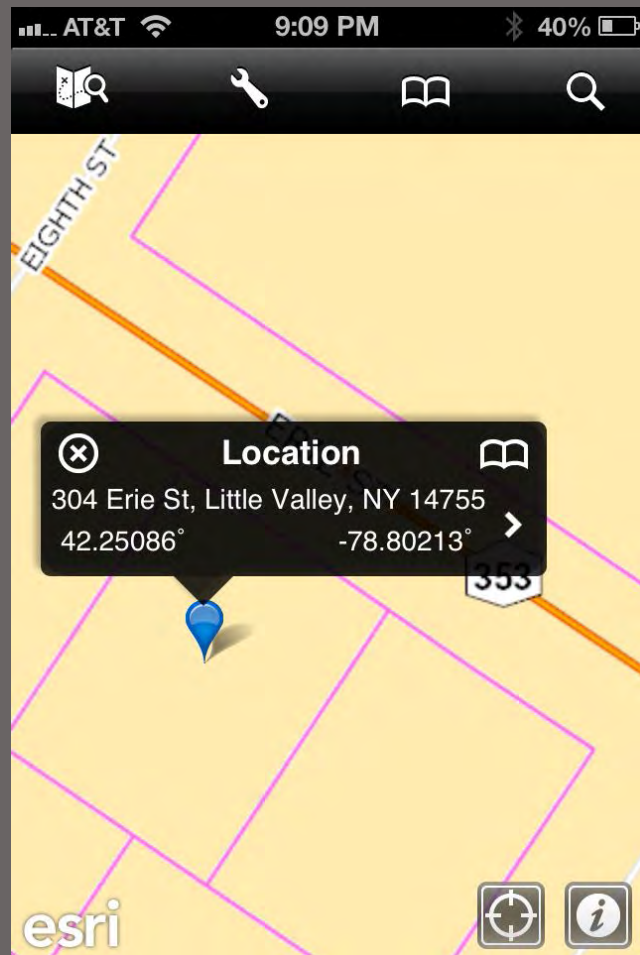 AT&T 9:09 PM 40%
EIGHTH ST
Location
304 Erie St, Little Valley, NY 14755
42.25086° -78.80213°
353
esri